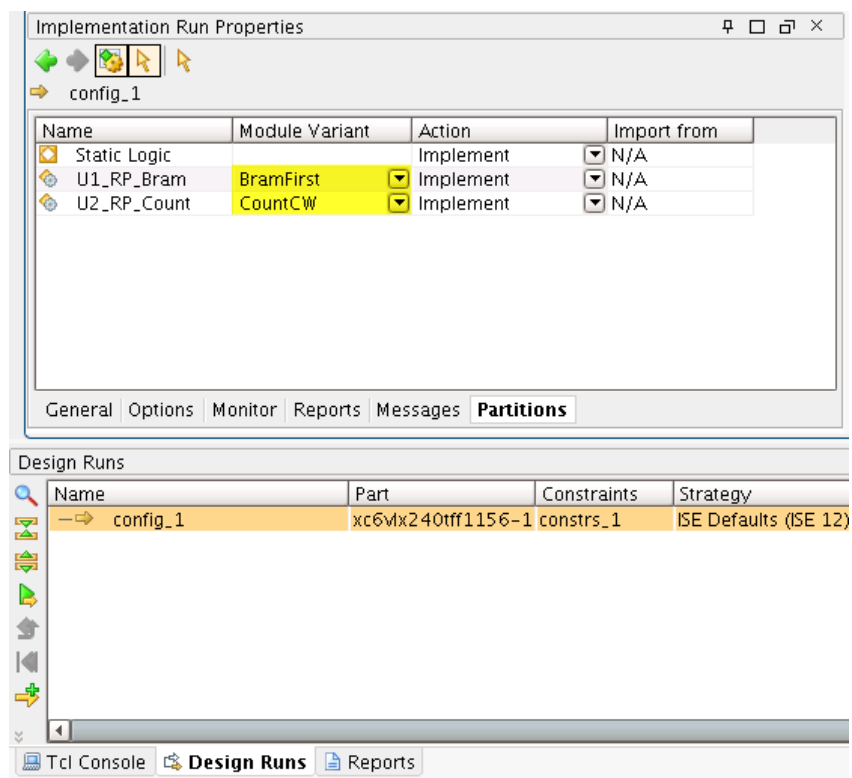 Implementation Run Properties
config_1
Name Module Variant Action Import from
Static Logic Implement N/A
U1_RP_Bram BramFirst Implement N/A
U2_RP_Count CountCW Implement N/A
General Options Monitor Reports Messages Partitions
Design Runs
Name Part Constraints Strategy
config_1 xc6vlx240tff1156-1 constrs_1 ISE Defaults (ISE 12)
Tcl Console Design Runs Reports